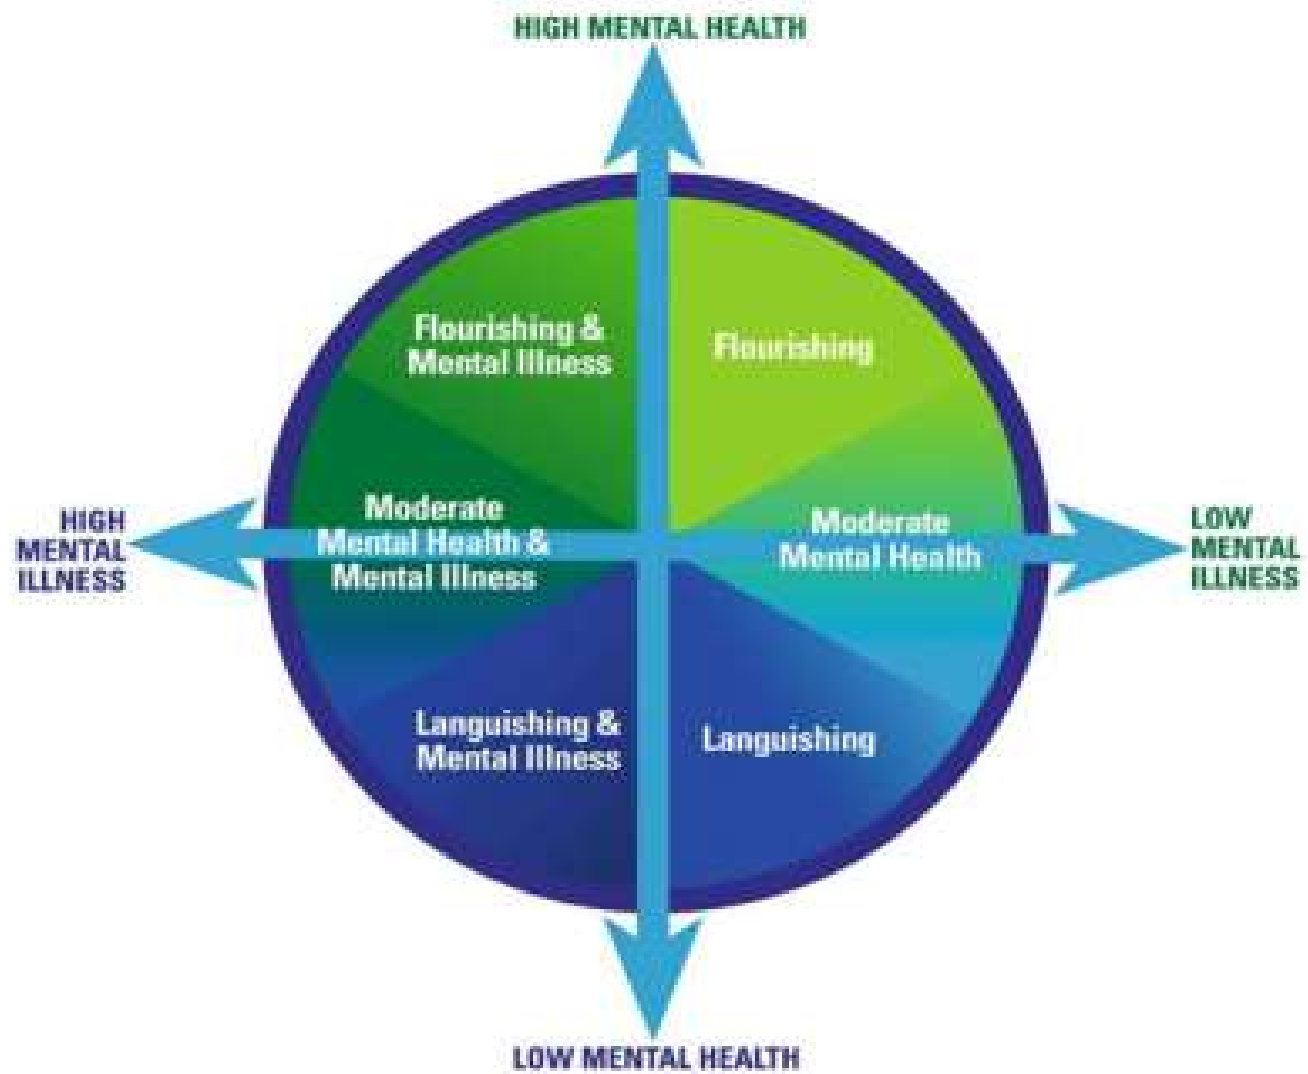 HIGH MENTAL HEALTH
Flourishing &
Mental Illness
Flourishing
Moderate
Mental Health &
Mental Illness
Moderate
Mental Health
HIGH
MENTAL
ILLNESS
LOW
MENTAL
ILLNESS
Languishing &
Mental Illness
Languishing
LOW MENTAL HEALTH